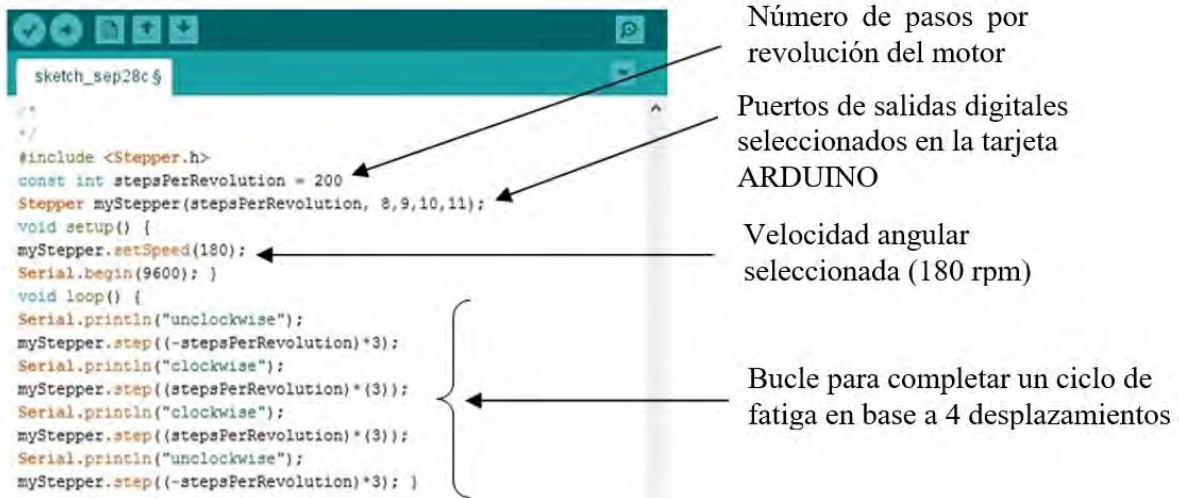 sketch_sep28c §
/*
*/
#include <Stepper.h>
const int stepsPerRevolution = 200
Stepper myStepper(stepsPerRevolution, 8,9,10,11);
void setup() {
myStepper.setSpeed(180);
Serial.begin(9600); }
void loop() {
Serial.println("unclockwise");
myStepper.step((-stepsPerRevolution)*3);
Serial.println("clockwise");
myStepper.step((stepsPerRevolution)*(3));
Serial.println("clockwise");
myStepper.step((stepsPerRevolution)*(3));
Serial.println("unclockwise");
myStepper.step((-stepsPerRevolution)*3); }
Número de pasos por
revolución del motor
Puertos de salidas digitales
seleccionados en la tarjeta
ARDUINO
Velocidad angular
seleccionada (180 rpm)
Bucle para completar un ciclo de
fatiga en base a 4 desplazamientos